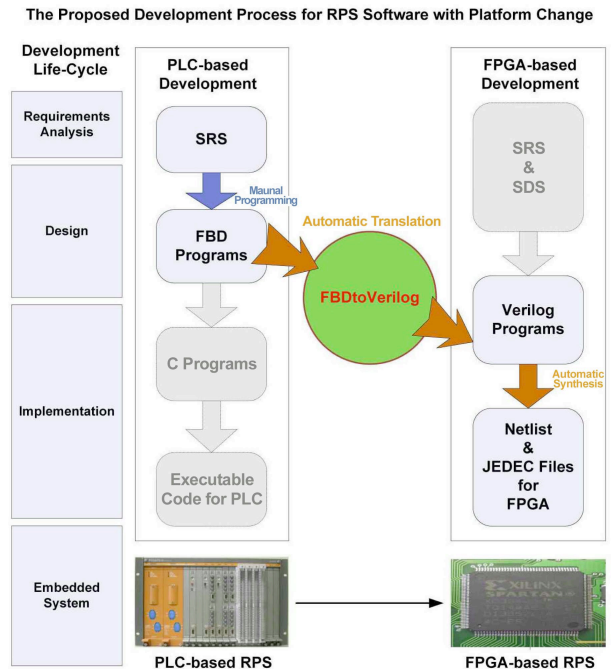 The Proposed Development Process for RPS Software with Platform Change
Development
Life-Cycle
PLC-based
Development
FPGA-based
Development
Requirements
Analysis
SRS
SRS
&
SDS
Maunal
Programming
Design
FBD
Programs
Automatic Translation
FBDtoVerilog
Verilog
Programs
C Programs
Automatic
Synthesis
Implementation
Executable
Code for PLC
Netlist
&
JEDEC Files
for
FPGA
Embedded
System
XILINX
SPARTAN
PLC-based RPS
FPGA-based RPS